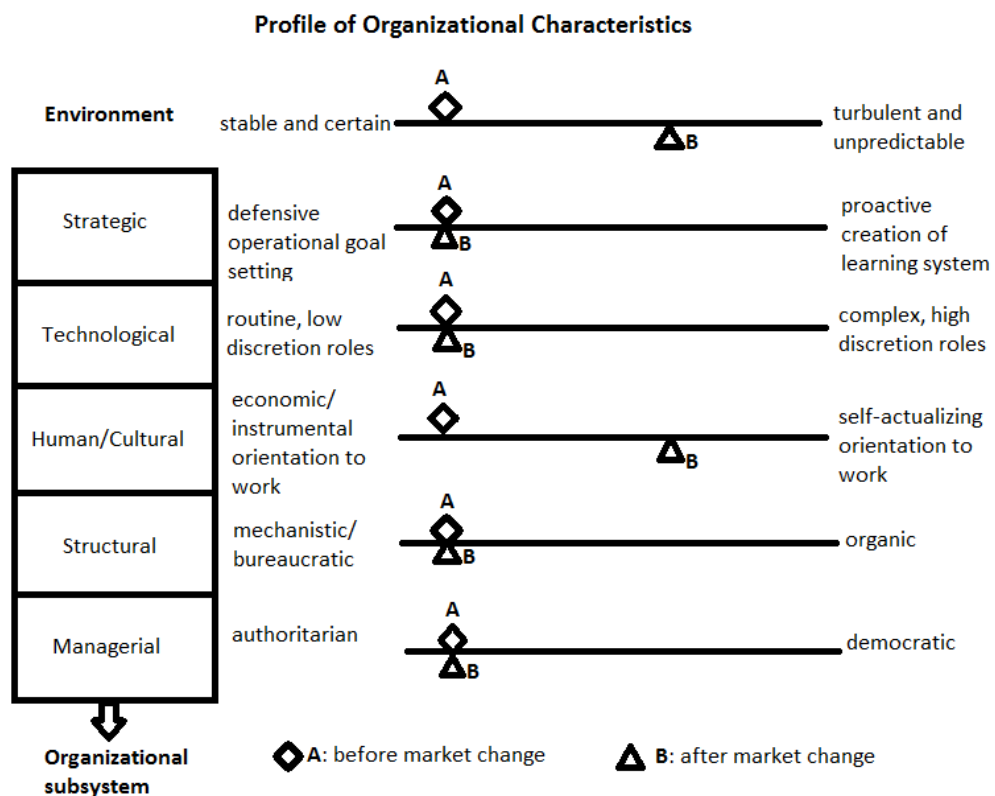 Profile of Organizational Characteristics
A
Environment
stable and certain
turbulent and
unpredictable
B
Strategic
A
defensive
operational goal
setting
B
proactive
creation of
learning system
Technological
A
routine, low
discretion roles
B
complex, high
discretion roles
Human/Cultural
A
economic/
instrumental
orientation to
work
B
self-actualizing
orientation to
work
Structural
A
mechanistic/
bureaucratic
B
organic
Managerial
A
authoritarian
B
democratic
Organizational
subsystem
A: before market change
B: after market change